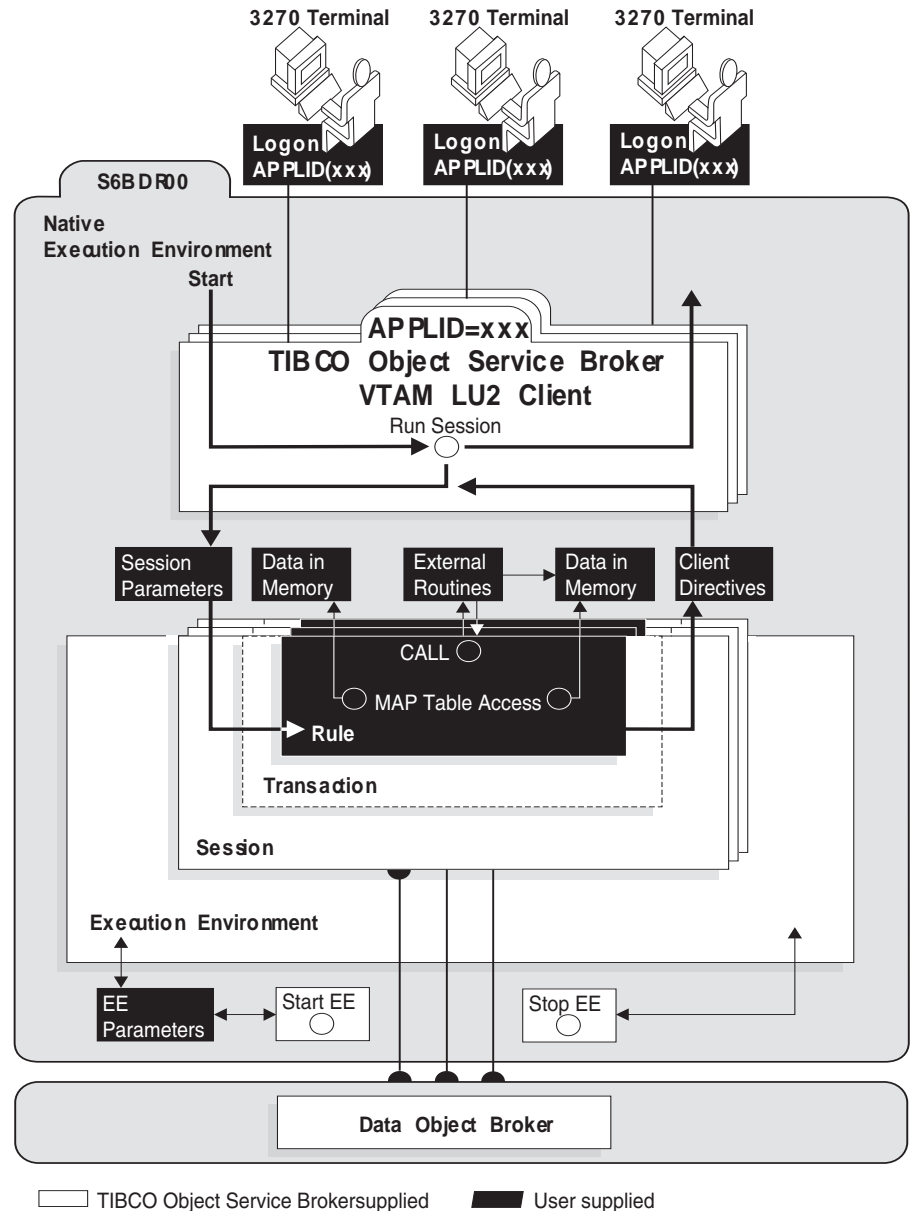 3270 Terminal 3270 Terminal 3270 Terminal
Logon
APPLID(xxx)
Logon
APPLID(xxx)
Logon
APPLID(xxx)
S6BDR00
Native
Execution Environment
Start
APPLID=xxx
TIBCO Object Service Broker
VTAM LU2 Client
Run Session
Session
Parameters
Data in
Memory
External
Routines
Data in
Memory
Client
Directives
CALL
MAP Table Access
Rule
Transaction
Session
Execution Environment
EE
Parameters
Start EE
Stop EE
Data Object Broker
TIBCO Object Service Brokersupplied User supplied